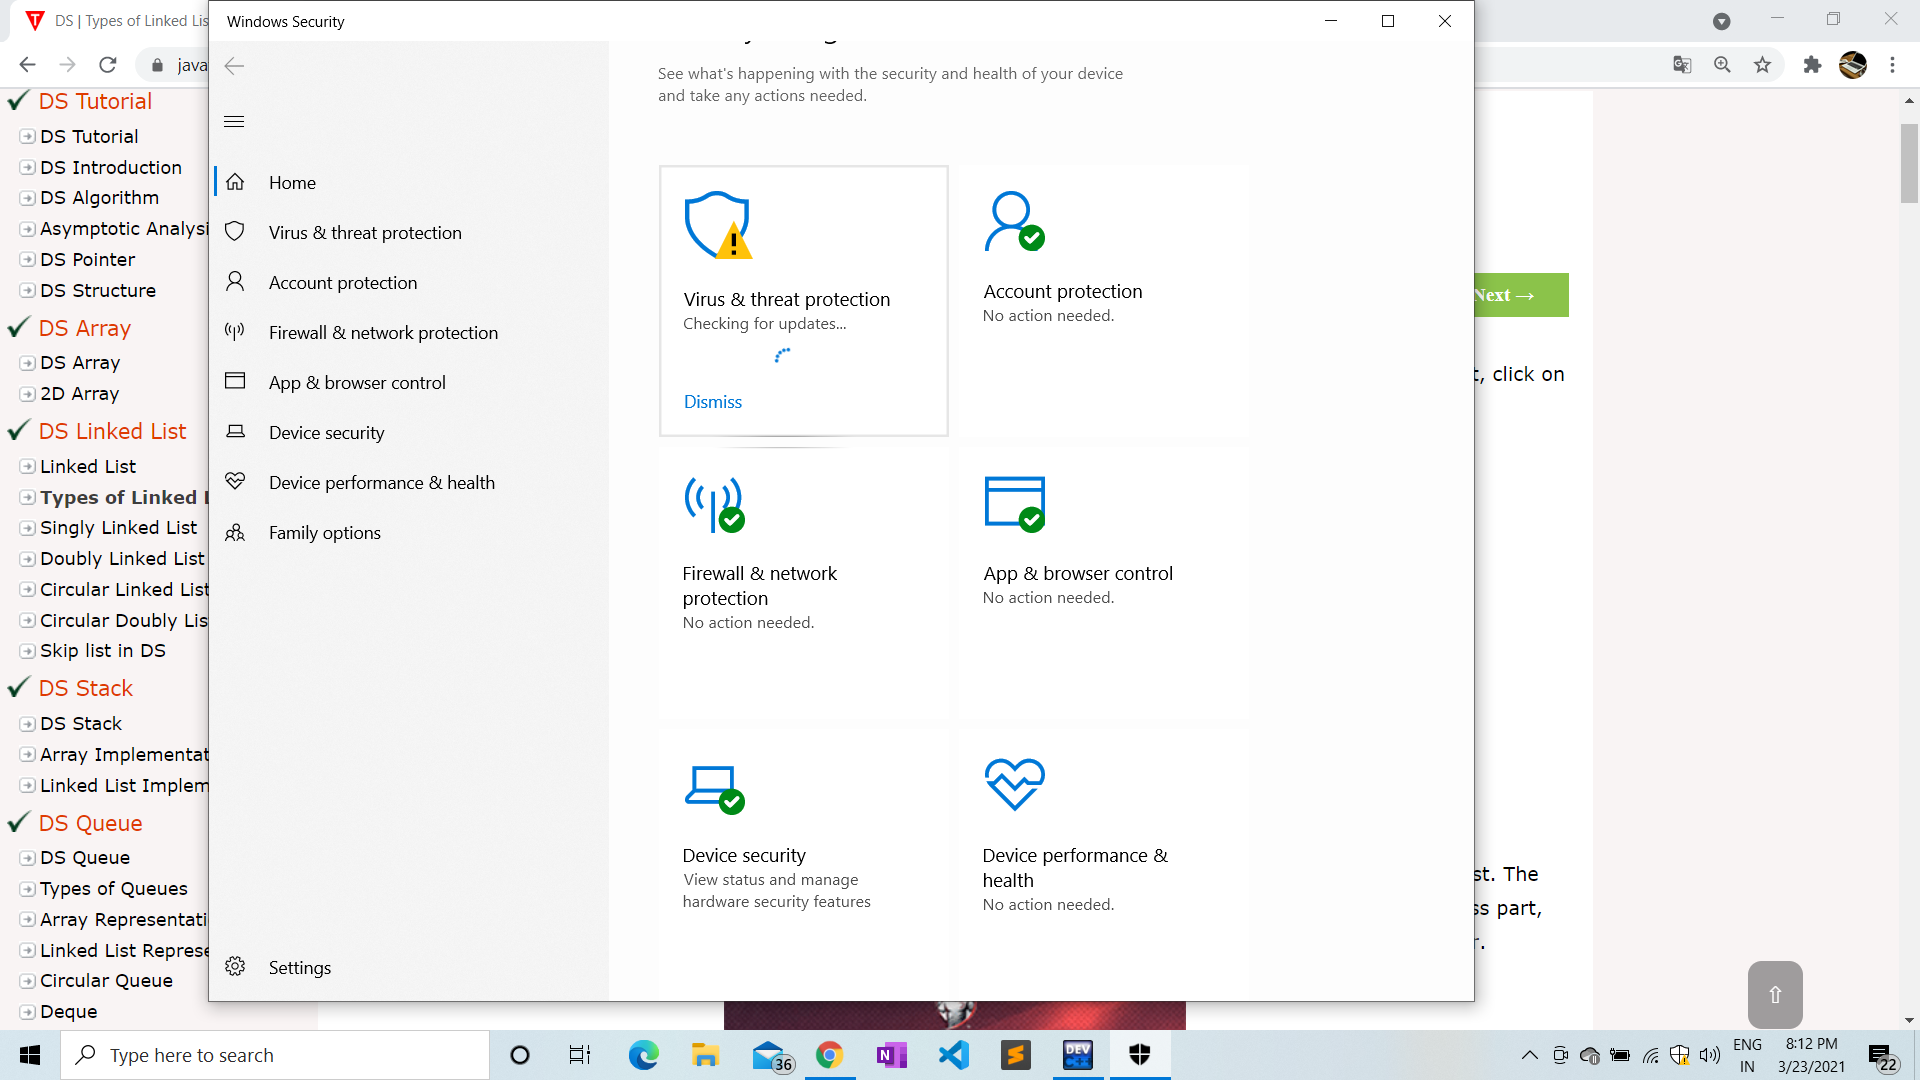 DS | Types of Linked Lis
java
DS Tutorial
DS Tutorial
DS Introduction
DS Algorithm
Asymptotic Analysi
DS Pointer
DS Structure
DS Array
DS Array
2D Array
DS Linked List
Linked List
Types of Linked L
Singly Linked List
Doubly Linked List
Circular Linked List
Circular Doubly Lis
Skip list in DS
DS Stack
DS Stack
Array Implementat
Linked List Implem
DS Queue
DS Queue
Types of Queues
Array Representati
Linked List Represe
Circular Queue
Deque
Windows Security
Home
Virus & threat protection
Account protection
Firewall & network protection
App & browser control
Device security
Device performance & health
Family options
Settings
See what's happening with the security and health of your device
and take any actions needed.
Virus & threat protection
Checking for updates...
Dismiss
Account protection
No action needed.
Firewall & network
protection
No action needed.
App & browser control
No action needed.
Device security
View status and manage
hardware security features
Device performance &
health
No action needed.
Next →
t, click on
st. The
ss part,
r.
Type here to search
36
DEV
C++
ENG
IN
8:12 PM
3/23/2021
22